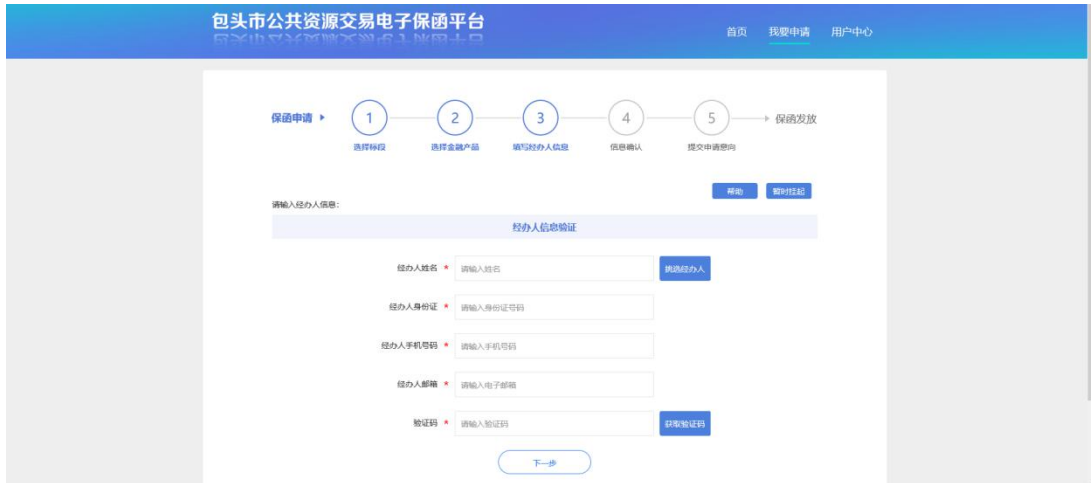 包头市公共资源交易电子保函平台
首页 我要申请 用户中心
保函申请 1 2 3 4 5 保函发放
选择标段 选择金融产品 填写经办人信息 信息确认 提交申请意向
帮助 暂时挂起
请输入经办人信息：
经办人信息验证
经办人姓名 * 请输入姓名 挑选经办人
经办人身份证 * 请输入身份证号码
经办人手机号码 * 请输入手机号码
经办人邮箱 * 请输入电子邮箱
验证码 * 请输入验证码 获取验证码
下一步